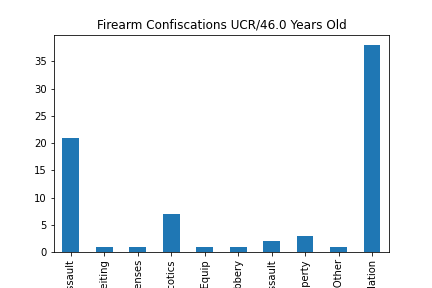 Firearm Confiscations UCR/46.0 Years Old
35
30
25
20
15
10
5
0
ssault
eiting
enses
cotics
Equip
bbery
ssault
perty
Other
lation